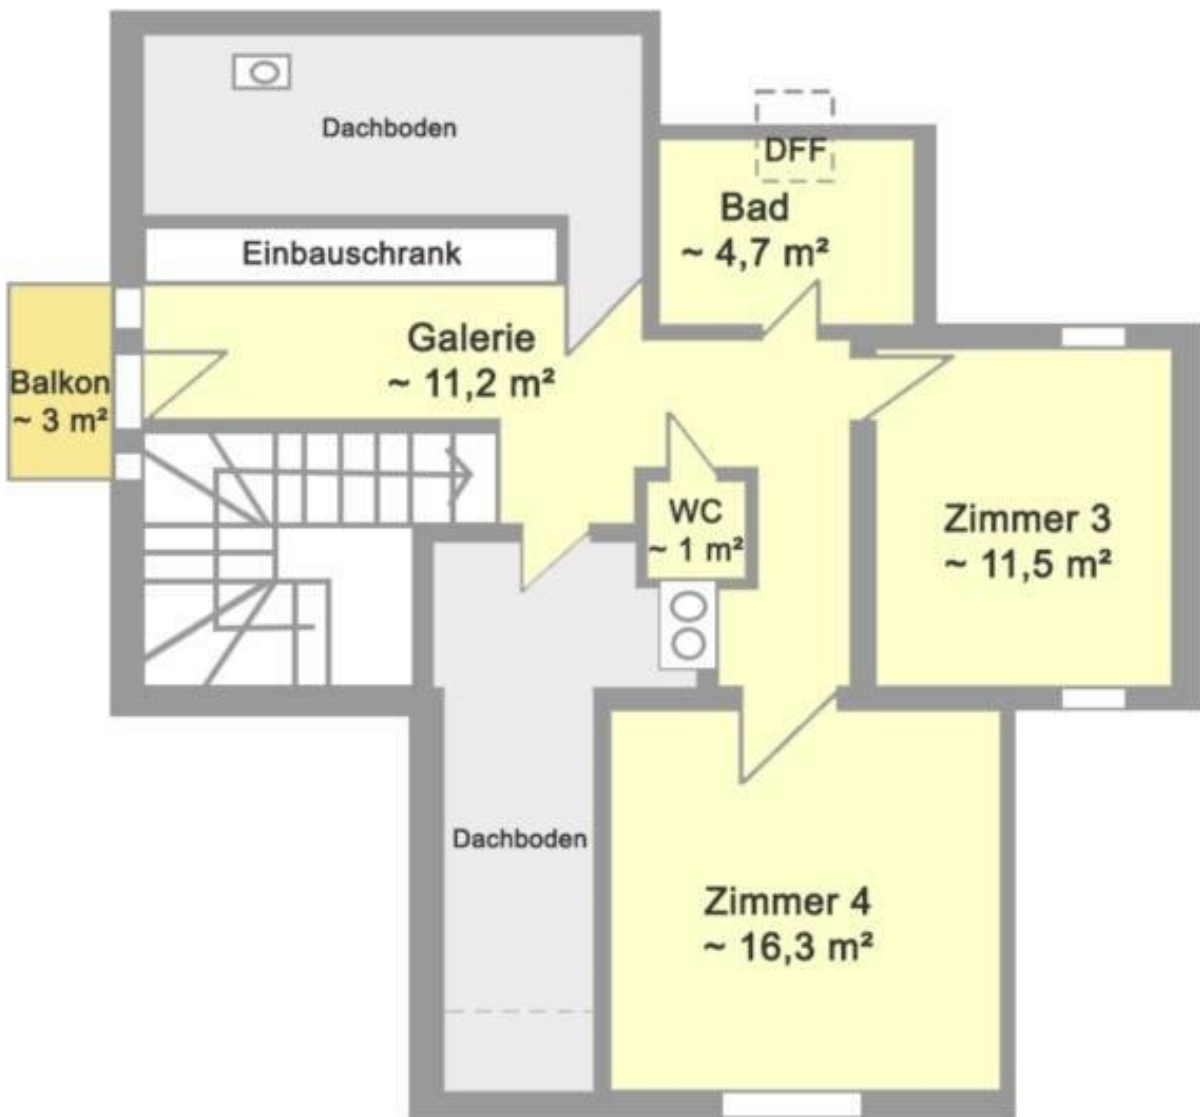 Dachboden
DFF
Bad
~ 4,7 m²
Einbauschrank
Galerie
~ 11,2 m²
Balkon
~ 3 m²
WC
~ 1 m²
Zimmer 3
~ 11,5 m²
Dachboden
Zimmer 4
~ 16,3 m²